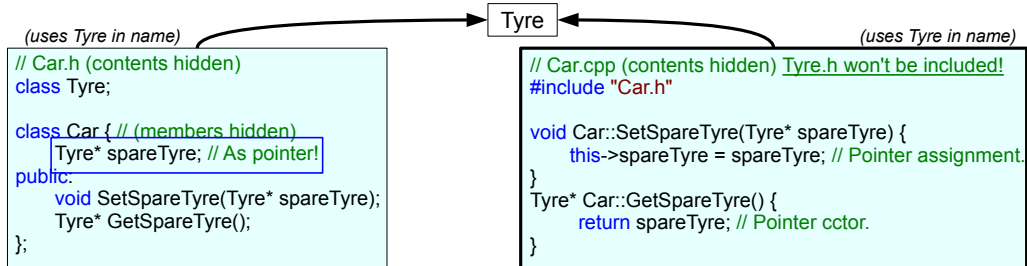 Tyre
(uses Tyre in name)
// Car.h (contents hidden)
class Tyre;
class Car { // (members hidden)
Tyre* spareTyre; // As pointer!
public:
void SetSpareTyre(Tyre* spareTyre);
Tyre* GetSpareTyre();
};
(uses Tyre in name)
// Car.cpp (contents hidden) Tyre.h won't be included!
#include "Car.h"
void Car::SetSpareTyre(Tyre* spareTyre) {
this->spareTyre = spareTyre; // Pointer assignment.
}
Tyre* Car::GetSpareTyre() {
return spareTyre; // Pointer cctor.
}